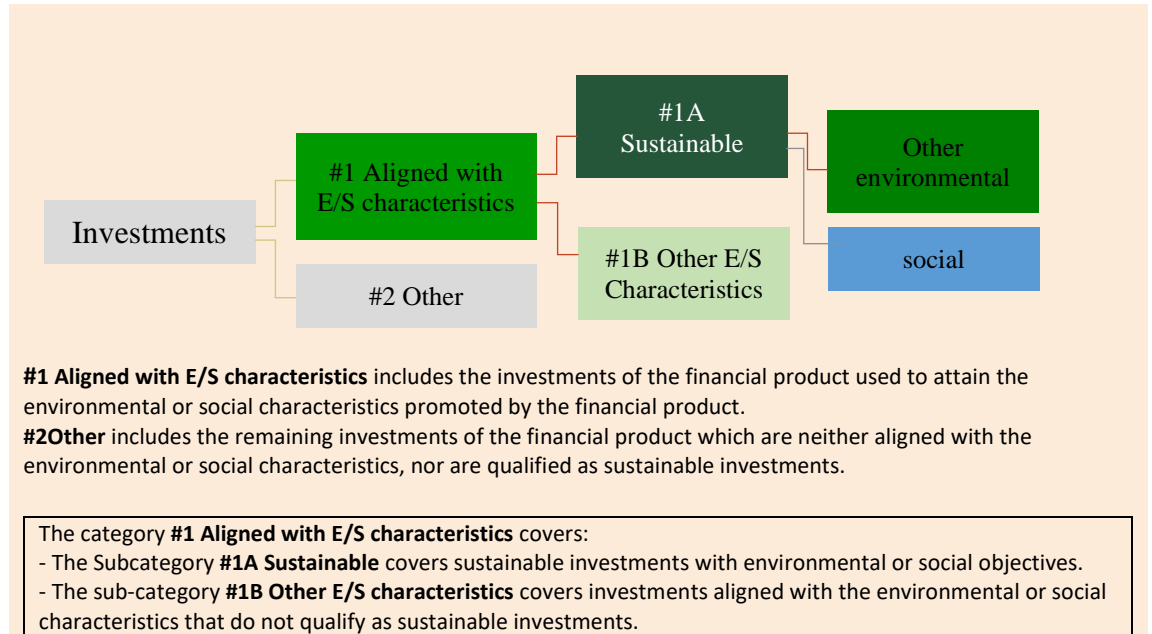 #1A
Sustainable
Other
environmental
#1 Aligned with
E/S characteristics
Investments
#1B Other E/S
Characteristics
social
#2 Other
#1 Aligned with E/S characteristics includes the investments of the financial product used to attain the
environmental or social characteristics promoted by the financial product.
#2Other includes the remaining investments of the financial product which are neither aligned with the
environmental or social characteristics, nor are qualified as sustainable investments.
The category #1 Aligned with E/S characteristics covers:
- The Subcategory #1A Sustainable covers sustainable investments with environmental or social objectives.
- The sub-category #1B Other E/S characteristics covers investments aligned with the environmental or social
characteristics that do not qualify as sustainable investments.